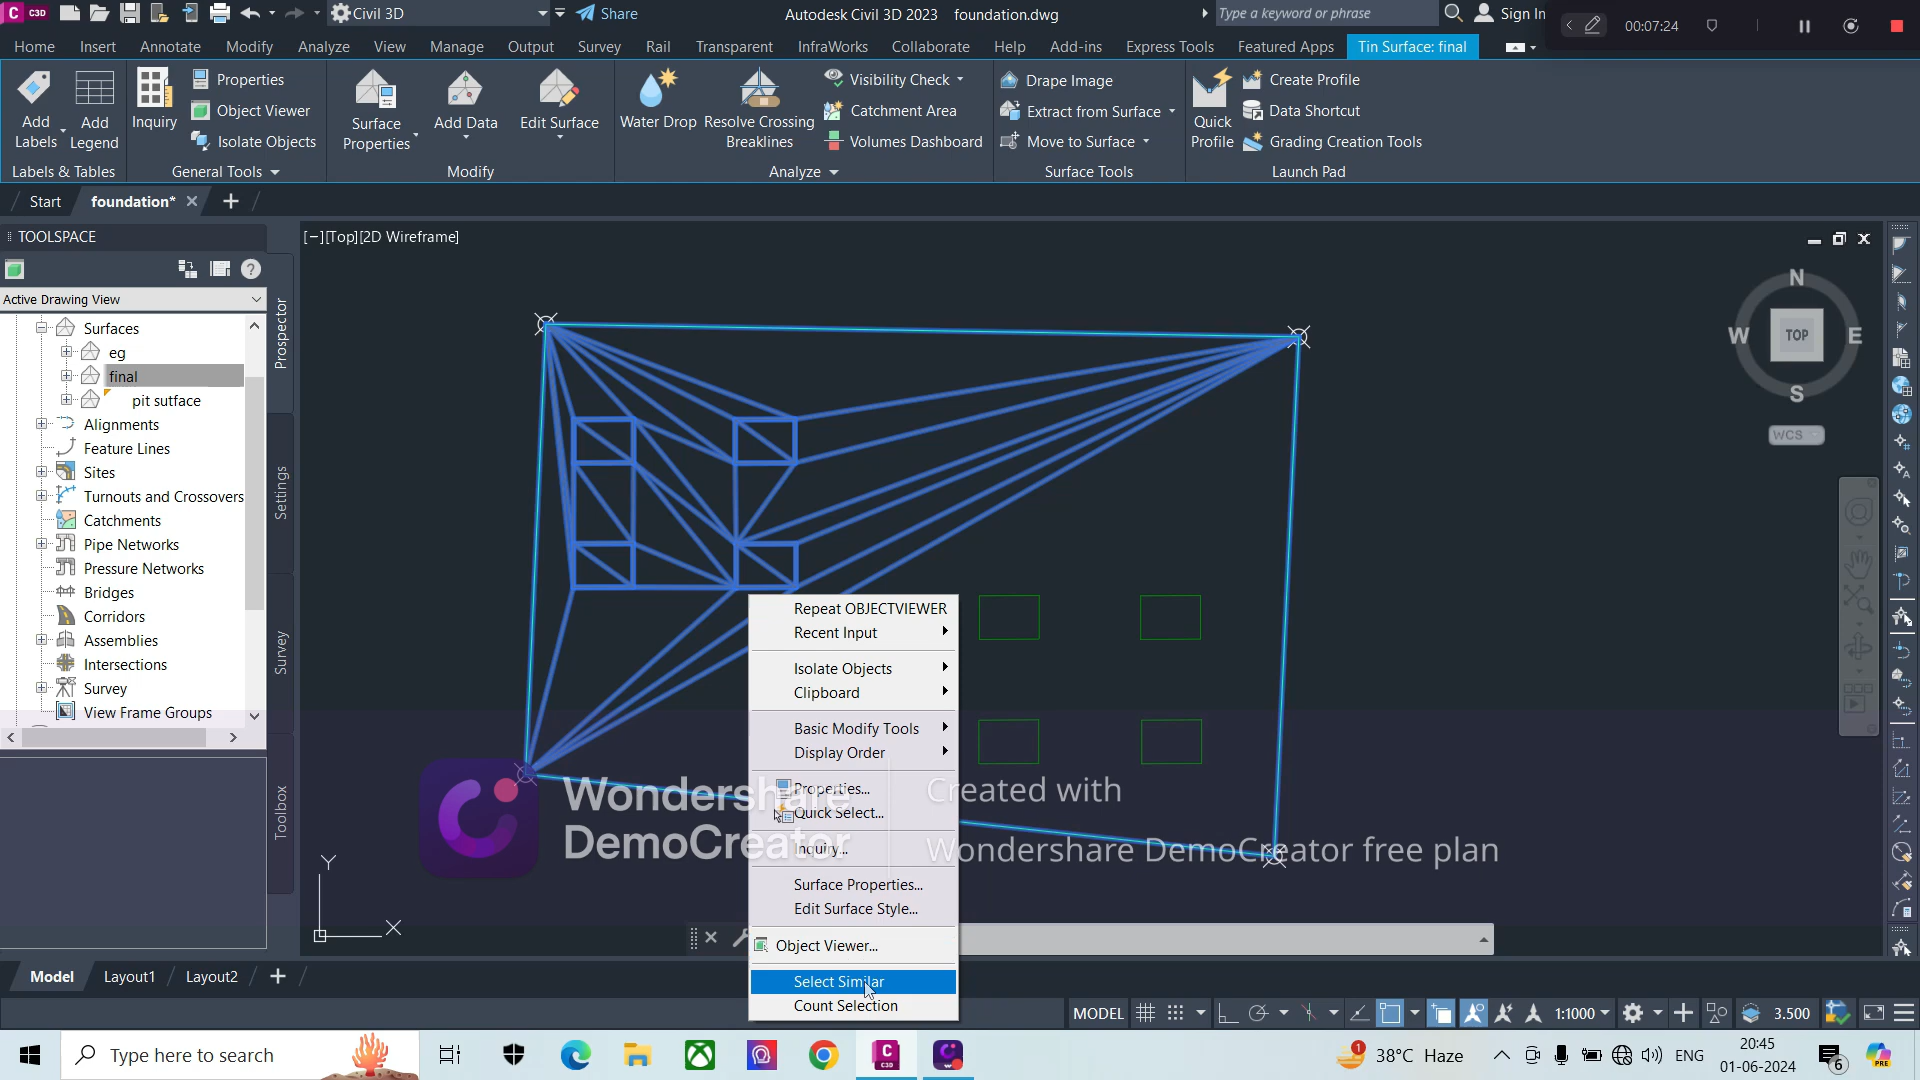 C3D Civil 3D Share Autodesk Civil 3D 2023 foundation.dwg Type a keyword or phrase Sign In 00:07:24
Home Insert Annotate Modify Analyze View Manage Output Survey Rail Transparent InfraWorks Collaborate Help Add-ins Express Tools Featured Apps Tin Surface: final
Add Labels
Add Legend
Inquiry
Properties
Object Viewer
Isolate Objects
Surface Properties
Add Data
Edit Surface
Water Drop
Resolve Crossing Breaklines
Visibility Check
Catchment Area
Volumes Dashboard
Drape Image
Extract from Surface
Move to Surface
Quick Profile
Create Profile
Data Shortcut
Grading Creation Tools
Labels & Tables General Tools Modify Analyze Surface Tools Launch Pad
Start foundation*
TOOLSPACE
Active Drawing View
Surfaces
eg
final
pit sutface
Alignments
Feature Lines
Sites
Turnouts and Crossovers
Catchments
Pipe Networks
Pressure Networks
Bridges
Corridors
Assemblies
Intersections
Survey
View Frame Groups
Prospector
Settings
Survey
Toolbox
[−][Top][2D Wireframe]
N
W TOP E
S
WCS
Repeat OBJECTVIEWER
Recent Input
Isolate Objects
Clipboard
Basic Modify Tools
Display Order
Properties...
Quick Select...
Inquiry...
Surface Properties...
Edit Surface Style...
Object Viewer...
Select Similar
Count Selection
Wondershare
DemoCreator
Created with
Wondershare DemoCreator free plan
Y
X
Model Layout1 Layout2
MODEL 1:1000 3.500
Type here to search
C3D
38°C Haze
ENG
20:45
01-06-2024
6
PRE